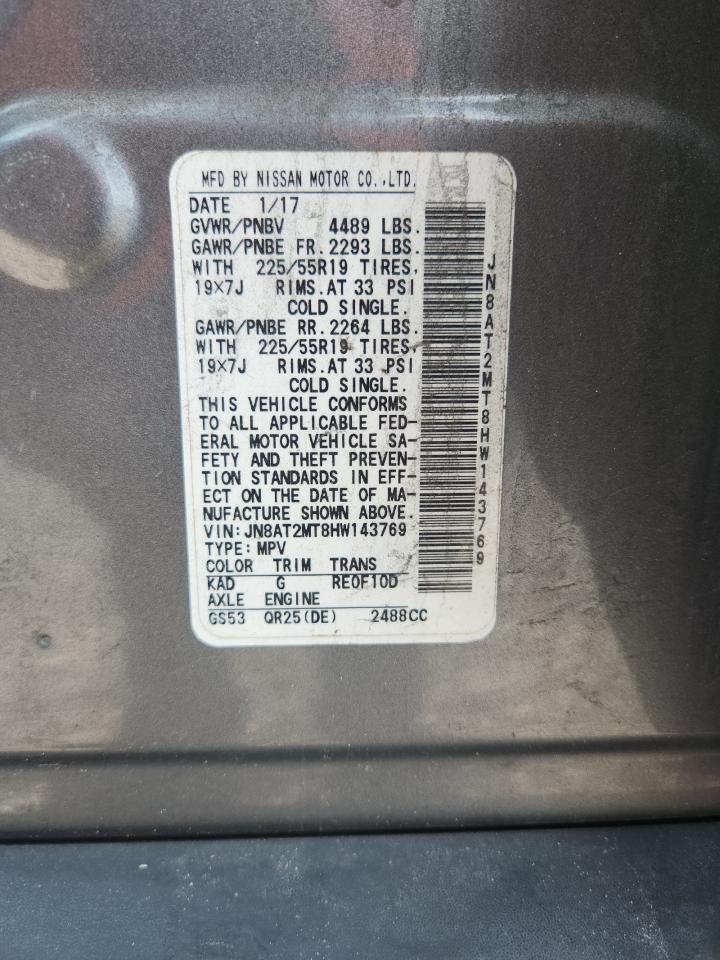 MFD BY NISSAN MOTOR CO.,LTD.
DATE 1/17
GVWR/PNBV 4489 LBS.
GAWR/PNBE FR. 2293 LBS.
WITH 225/55R19 TIRES,
19×7J RIMS.AT 33 PSI
COLD SINGLE.
GAWR/PNBE RR. 2264 LBS.
WITH 225/55R19 TIRES,
19×7J RIMS.AT 33 PSI
COLD SINGLE.
THIS VEHICLE CONFORMS
TO ALL APPLICABLE FED-
ERAL MOTOR VEHICLE SA-
FETY AND THEFT PREVEN-
TION STANDARDS IN EFF-
ECT ON THE DATE OF MA-
NUFACTURE SHOWN ABOVE.
VIN:JN8AT2MT8HW143769
TYPE:MPV
COLOR TRIM TRANS
KAD G RE0F10D
AXLE ENGINE
GS53 QR25(DE) 2488CC
JN8AT2MT8HW143769